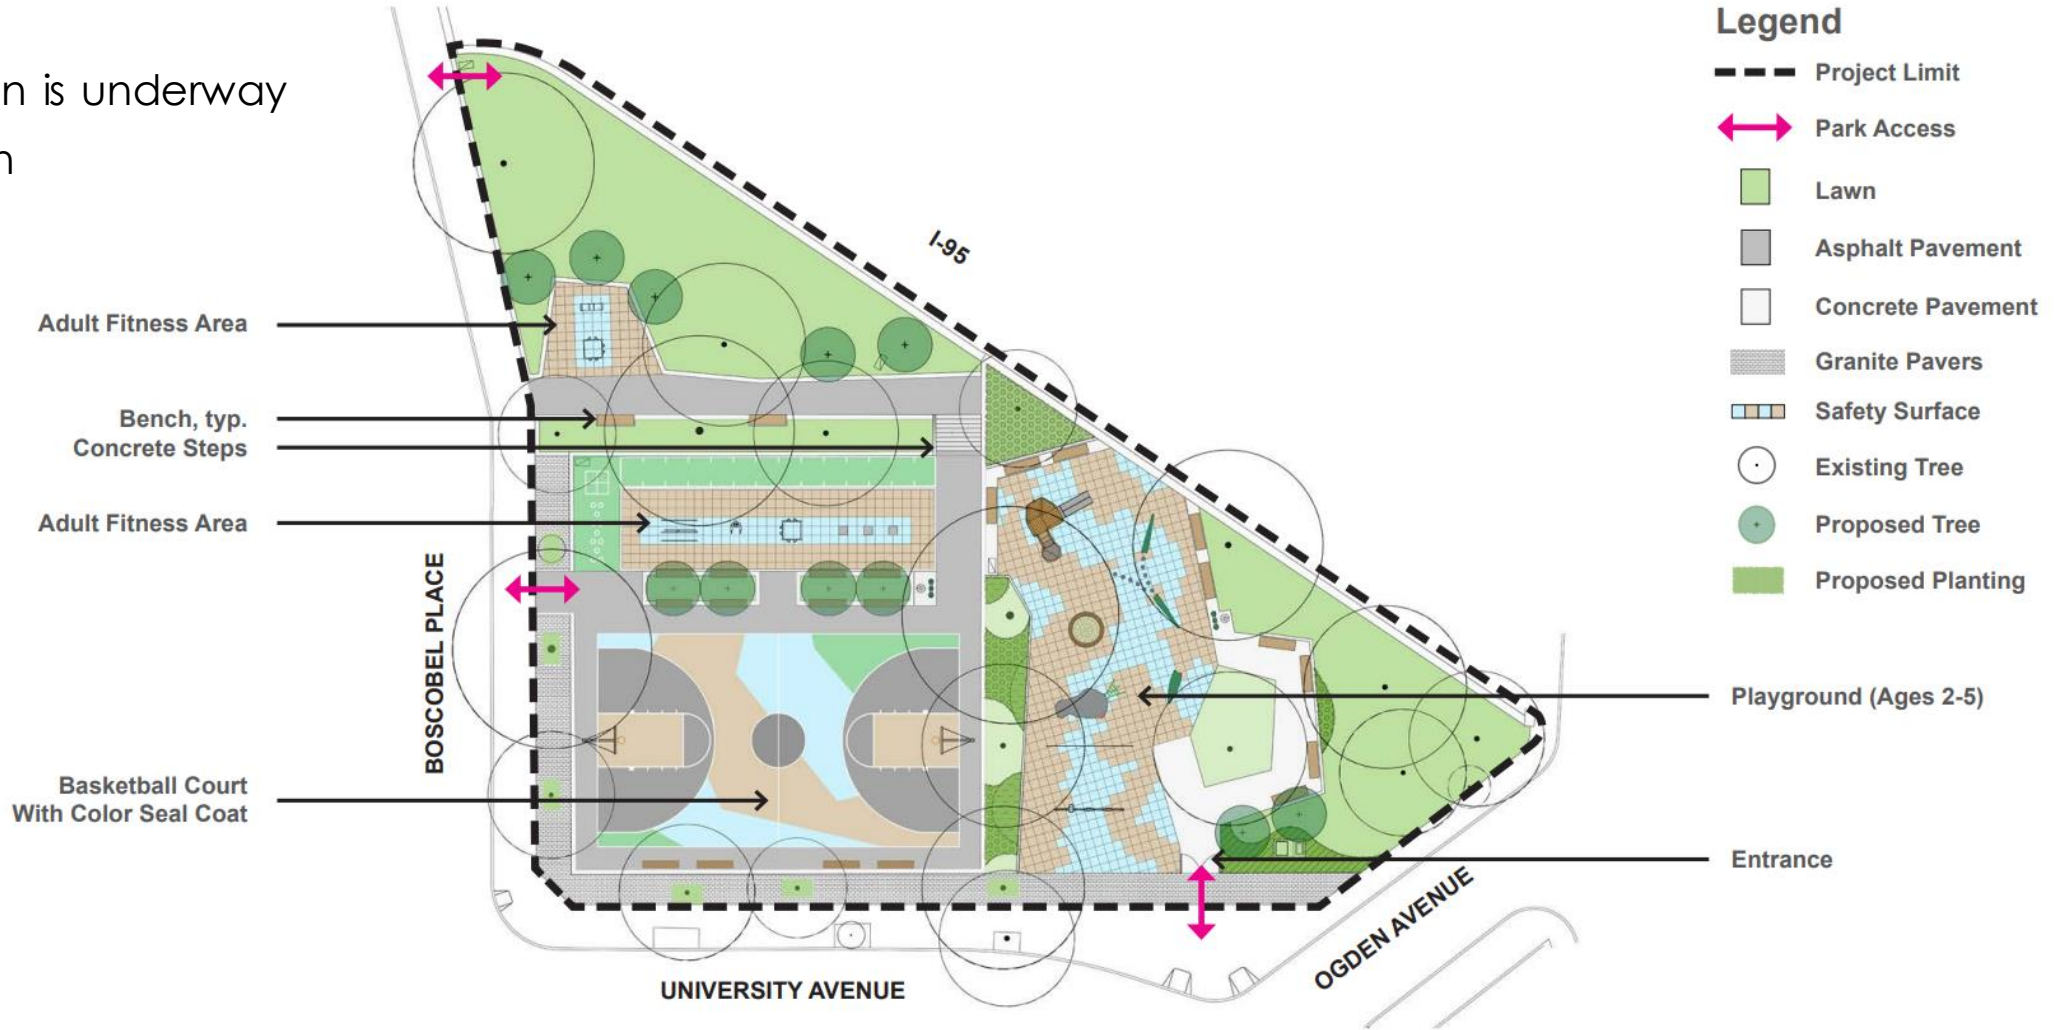 n is underway
n
Adult Fitness Area
Bench, typ.
Concrete Steps
Adult Fitness Area
Basketball Court
With Color Seal Coat
BOSCOBEL PLACE
I-95
UNIVERSITY AVENUE
OGDEN AVENUE
Legend
Project Limit
Park Access
Lawn
Asphalt Pavement
Concrete Pavement
Granite Pavers
Safety Surface
Existing Tree
Proposed Tree
Proposed Planting
Playground (Ages 2-5)
Entrance